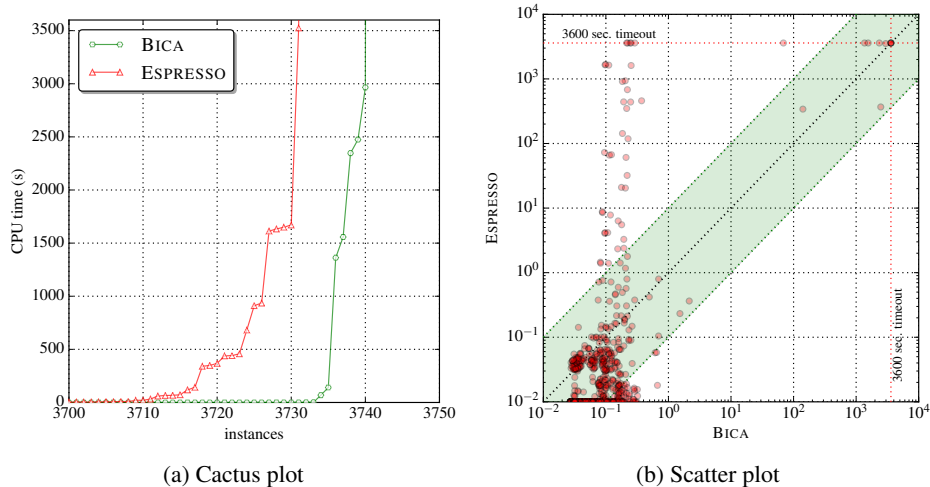 3500
3000
2500
2000
1500
1000
500
0
CPU time (s)
BICA
ESPRESSO
3700 3710 3720 3730 3740 3750
instances
(a) Cactus plot
10^4
10^3
10^2
10^1
10^0
10^-1
10^-2
ESPRESSO
3600 sec. timeout
3600 sec. timeout
10^-2 10^-1 10^0 10^1 10^2 10^3 10^4
BICA
(b) Scatter plot